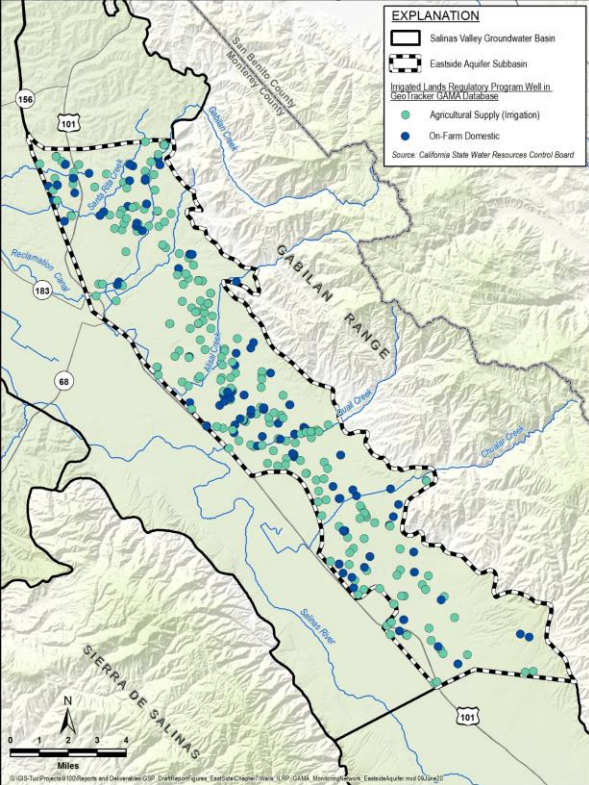 EXPLANATION
Salinas Valley Groundwater Basin
Eastside Aquifer Subbasin
Irrigated Lands Regulatory Program Well in
GeoTracker GAMA Database
Agricultural Supply (Irrigation)
On-Farm Domestic
Source: California State Water Resources Control Board
San Benito County
Monterey County
156
101
Gabilan Creek
Santa Rita Creek
Reclamation Canal
183
GABILAN RANGE
68
Alisal Creek
Quail Creek
Chualar Creek
Salinas River
SIERRA DE SALINAS
N
101
0 1 2 3 4
Miles